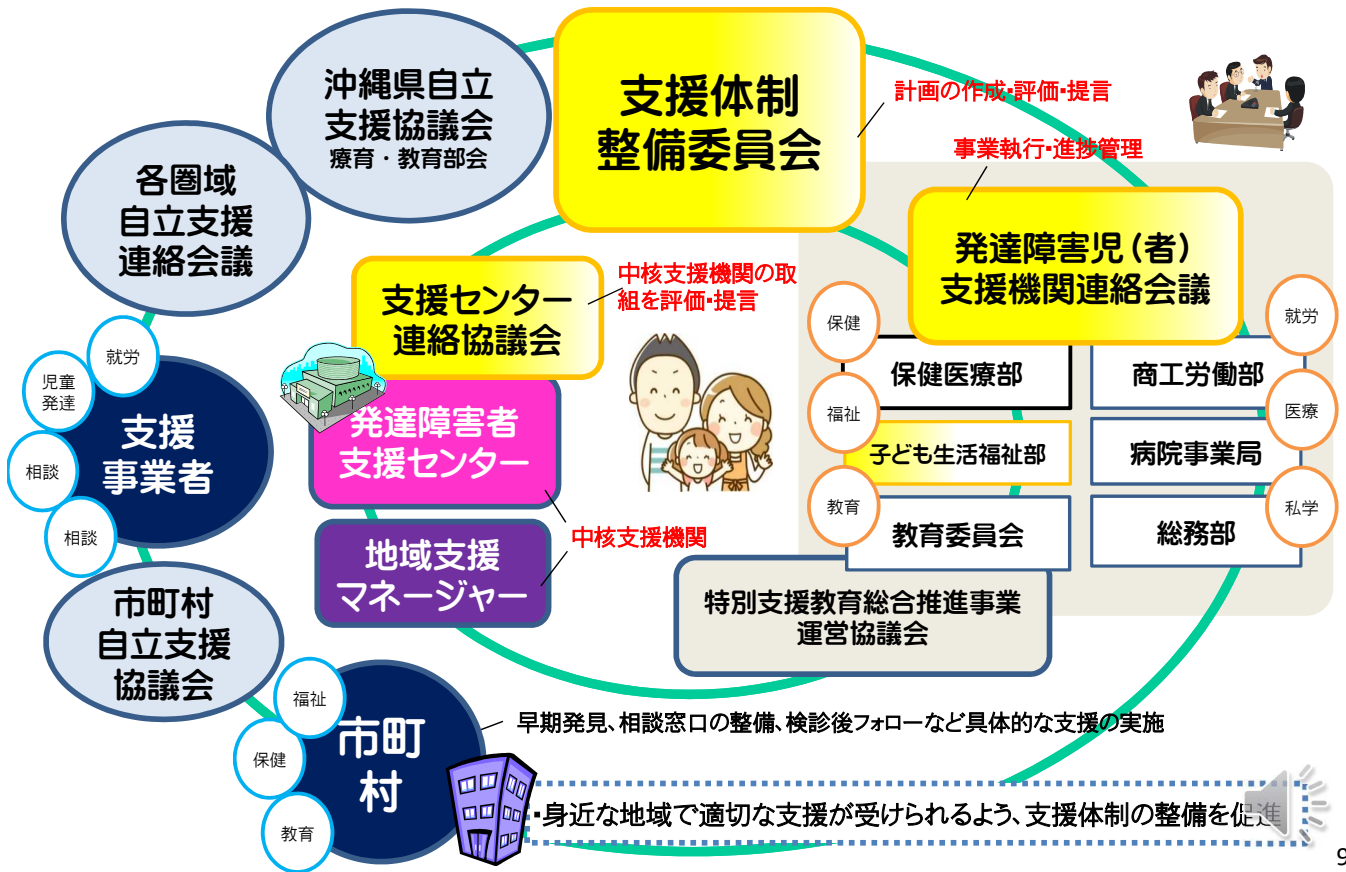 沖縄県自立
支援協議会
療育・教育部会
支援体制
整備委員会
計画の作成・評価・提言
事業執行・進捗管理
各圏域
自立支援
連絡会議
発達障害児(者)
支援機関連絡会議
支援センター
連絡協議会
中核支援機関の取
組を評価・提言
保健
就労
保健医療部
商工労働部
福祉
医療
子ども生活福祉部
病院事業局
教育
私学
教育委員会
総務部
就労
児童
発達
支援
事業者
相談
相談
発達障害者
支援センター
中核支援機関
地域支援
マネージャー
特別支援教育総合推進事業
運営協議会
市町村
自立支援
協議会
福祉
保健
教育
市町
村
早期発見、相談窓口の整備、検診後フォローなど具体的な支援の実施
・身近な地域で適切な支援が受けられるよう、支援体制の整備を促進
9